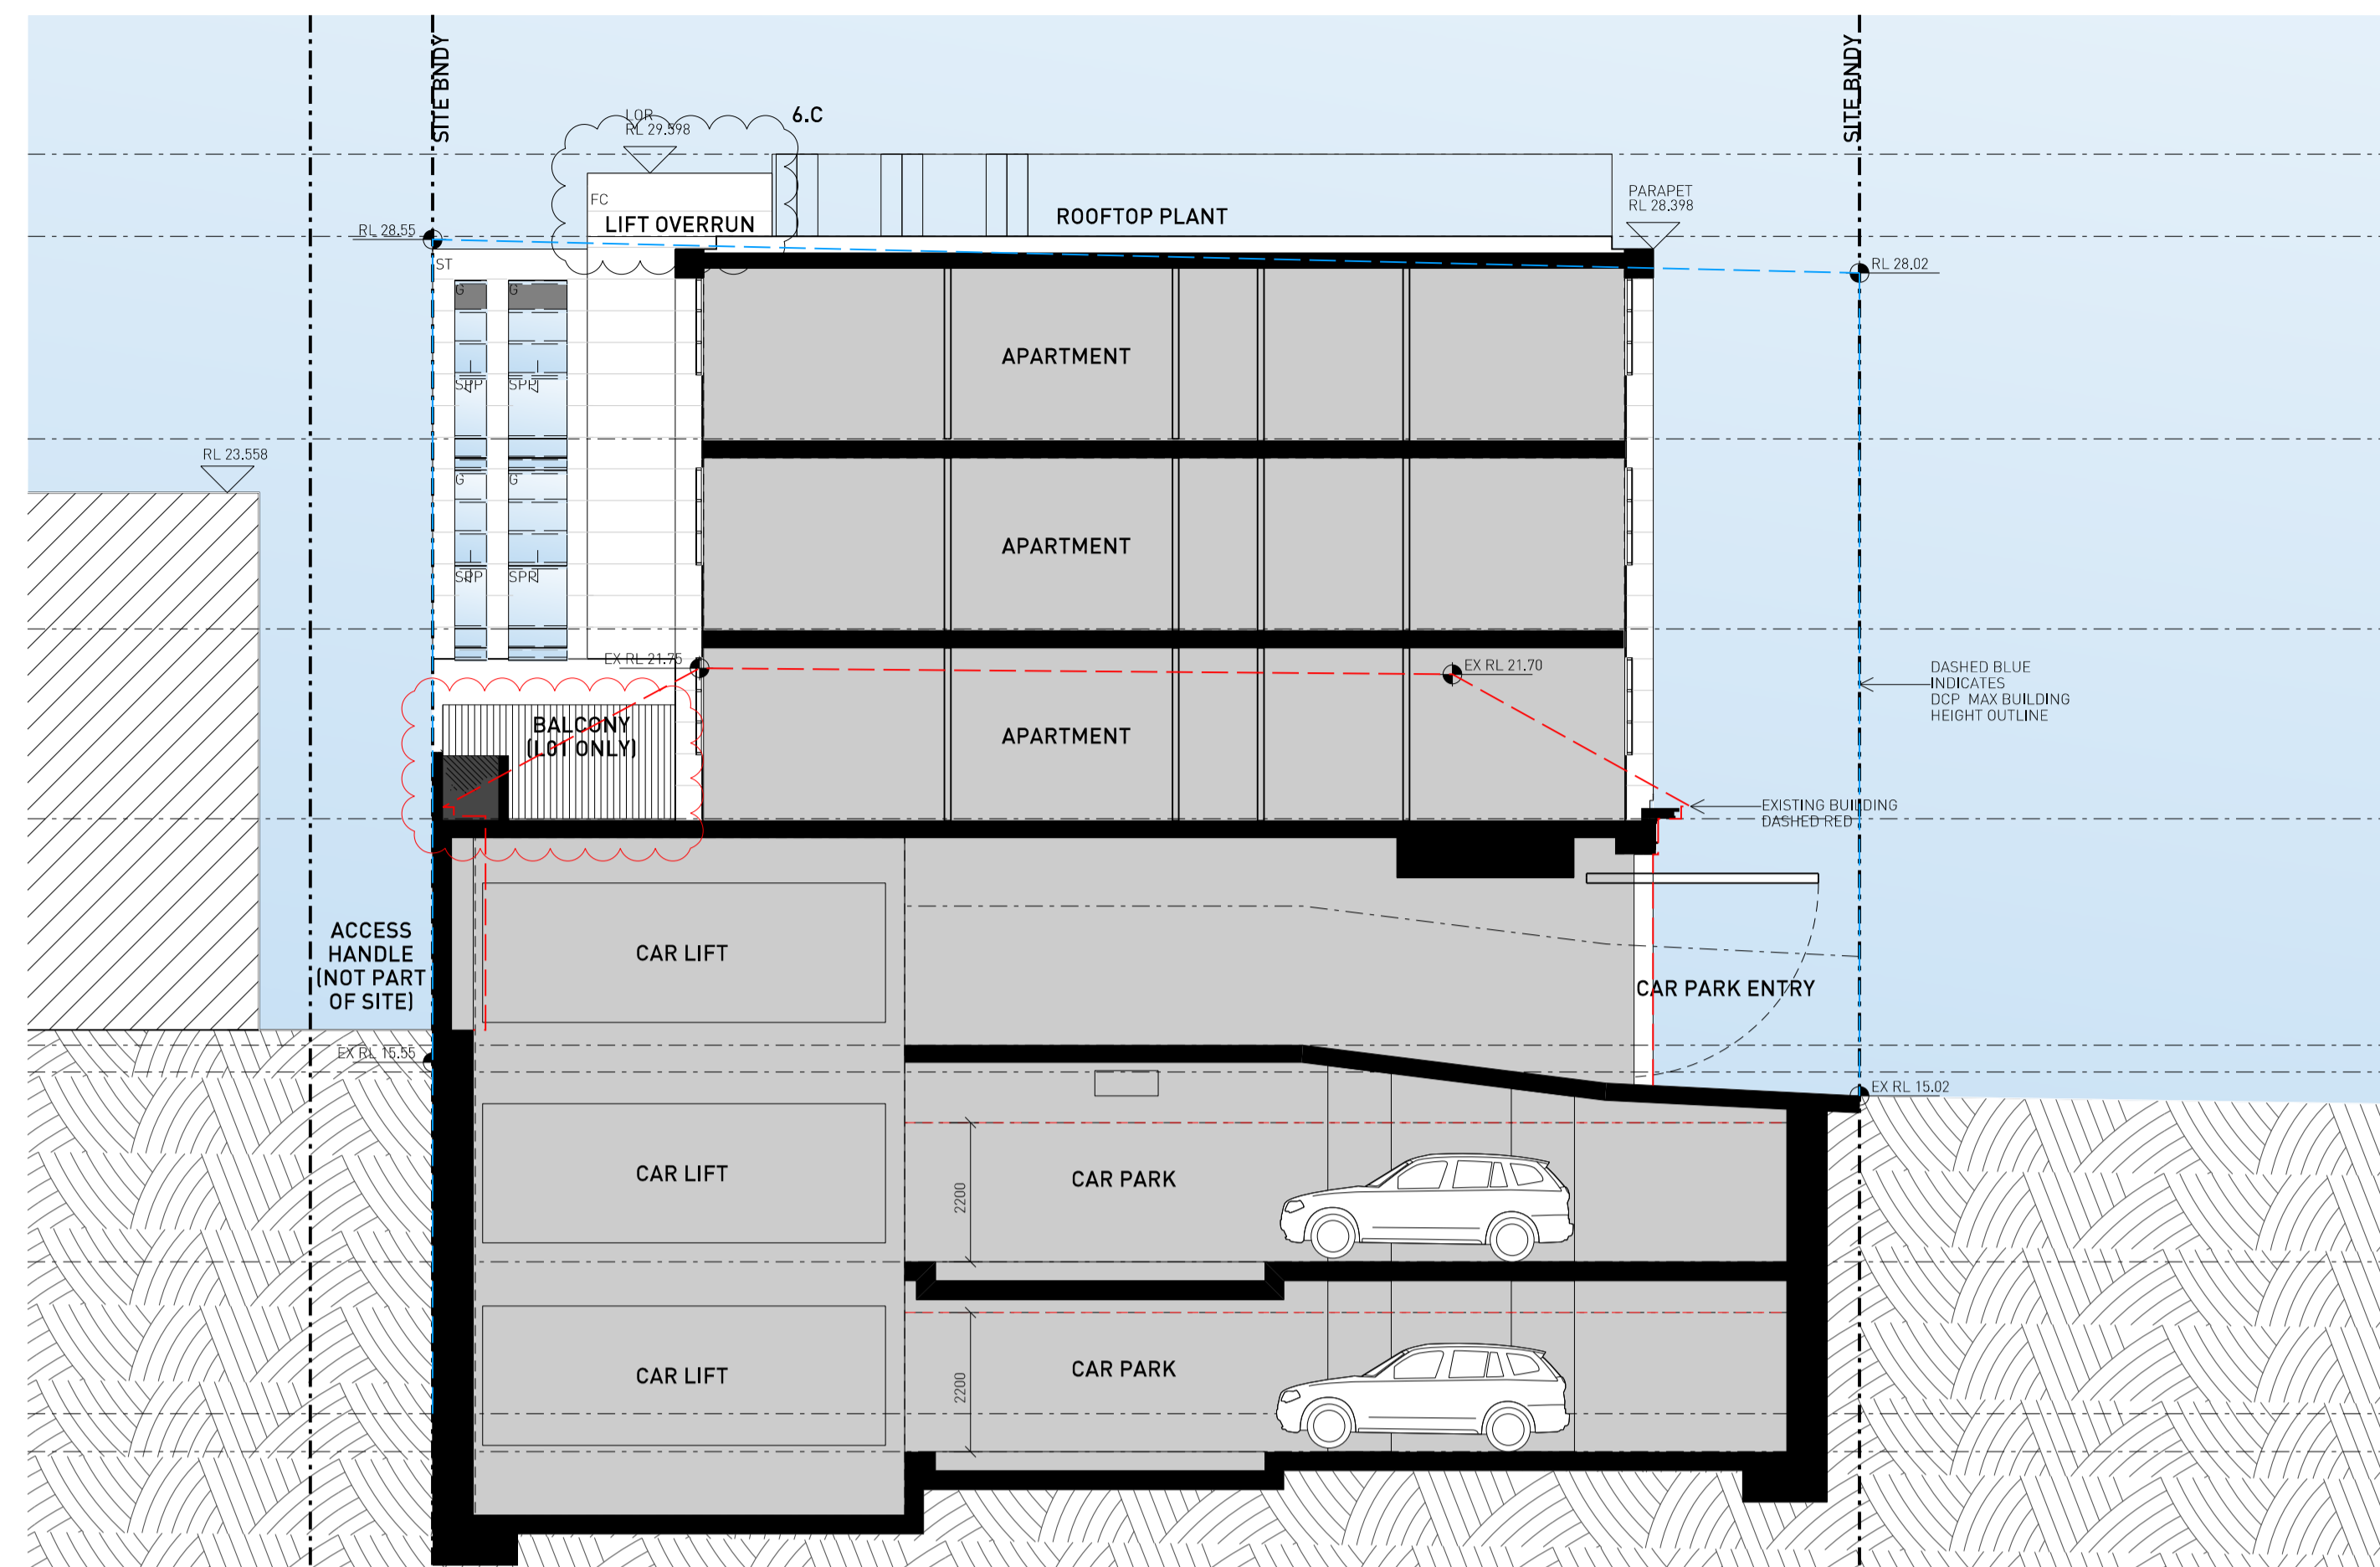 SITE BNDY
SITE BNDY
6.C
LOR
RL 29.598
FC
LIFT OVERRUN
ROOFTOP PLANT
PARAPET
RL 28.398
RL 28.55
RL 28.02
ST
G
G
APARTMENT
SPP
SPP
RL 23.558
G
G
APARTMENT
SPP
SPP
EX RL 21.75
EX RL 21.70
DASHED BLUE
INDICATES
DCP MAX BUILDING
HEIGHT OUTLINE
BALCONY
(L01 ONLY)
APARTMENT
EXISTING BUILDING
DASHED RED
ACCESS
HANDLE
(NOT PART
OF SITE)
CAR LIFT
CAR PARK ENTRY
EX RL 15.55
EX RL 15.02
CAR LIFT
2200
CAR PARK
CAR LIFT
2200
CAR PARK